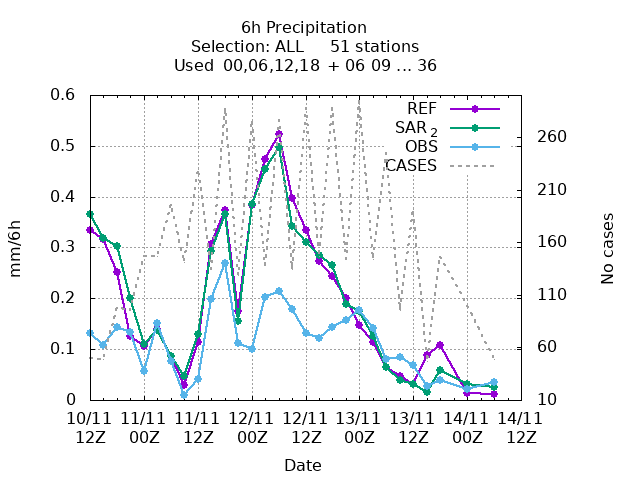 6h Precipitation
Selection: ALL 51 stations
Used 00,06,12,18 + 06 09 ... 36
REF
SAR 2
OBS
CASES
0.6
0.5
0.4
0.3
0.2
0.1
0
mm/6h
260
210
160
110
60
10
No cases
10/11 11/11 11/11 12/11 12/11 13/11 13/11 14/11 14/11
12Z 00Z 12Z 00Z 12Z 00Z 12Z 00Z 12Z
Date